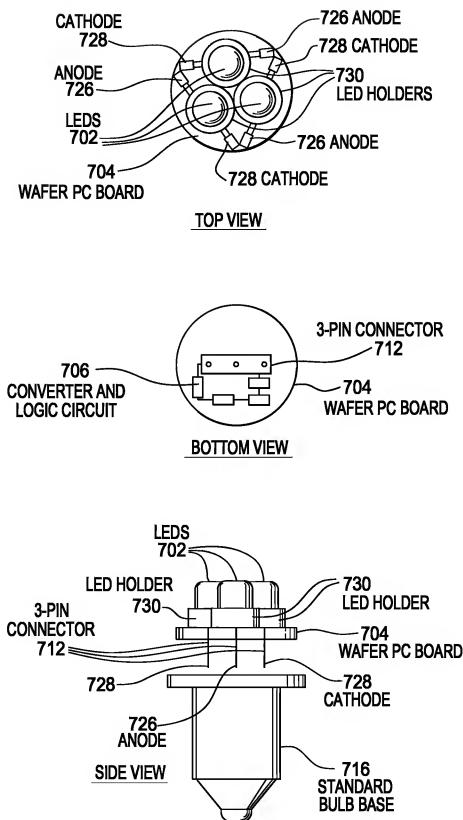 CATHODE
728
726 ANODE
728 CATHODE
ANODE
726
730
LED HOLDERS
LEDS
702
704
WAFER PC BOARD
726 ANODE
728 CATHODE
TOP VIEW
3-PIN CONNECTOR
712
706
CONVERTER AND
LOGIC CIRCUIT
704
WAFER PC BOARD
BOTTOM VIEW
LEDS
702
LED HOLDER
730
730
LED HOLDER
3-PIN
CONNECTOR
712
704
WAFER PC BOARD
728
728
CATHODE
726
ANODE
SIDE VIEW
716
STANDARD
BULB BASE